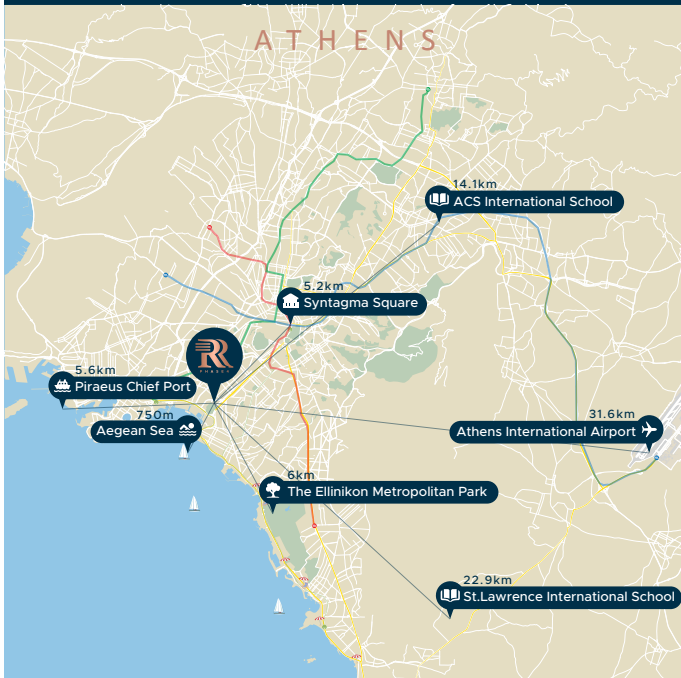 ATHENS
14.1km
ACS International School
5.2km
Syntagma Square
RR
5.6km
Piraeus Chief Port
750m
Aegean Sea
31.6km
Athens International Airport
6km
The Ellinikon Metropolitan Park
22.9km
St.Lawrence International School